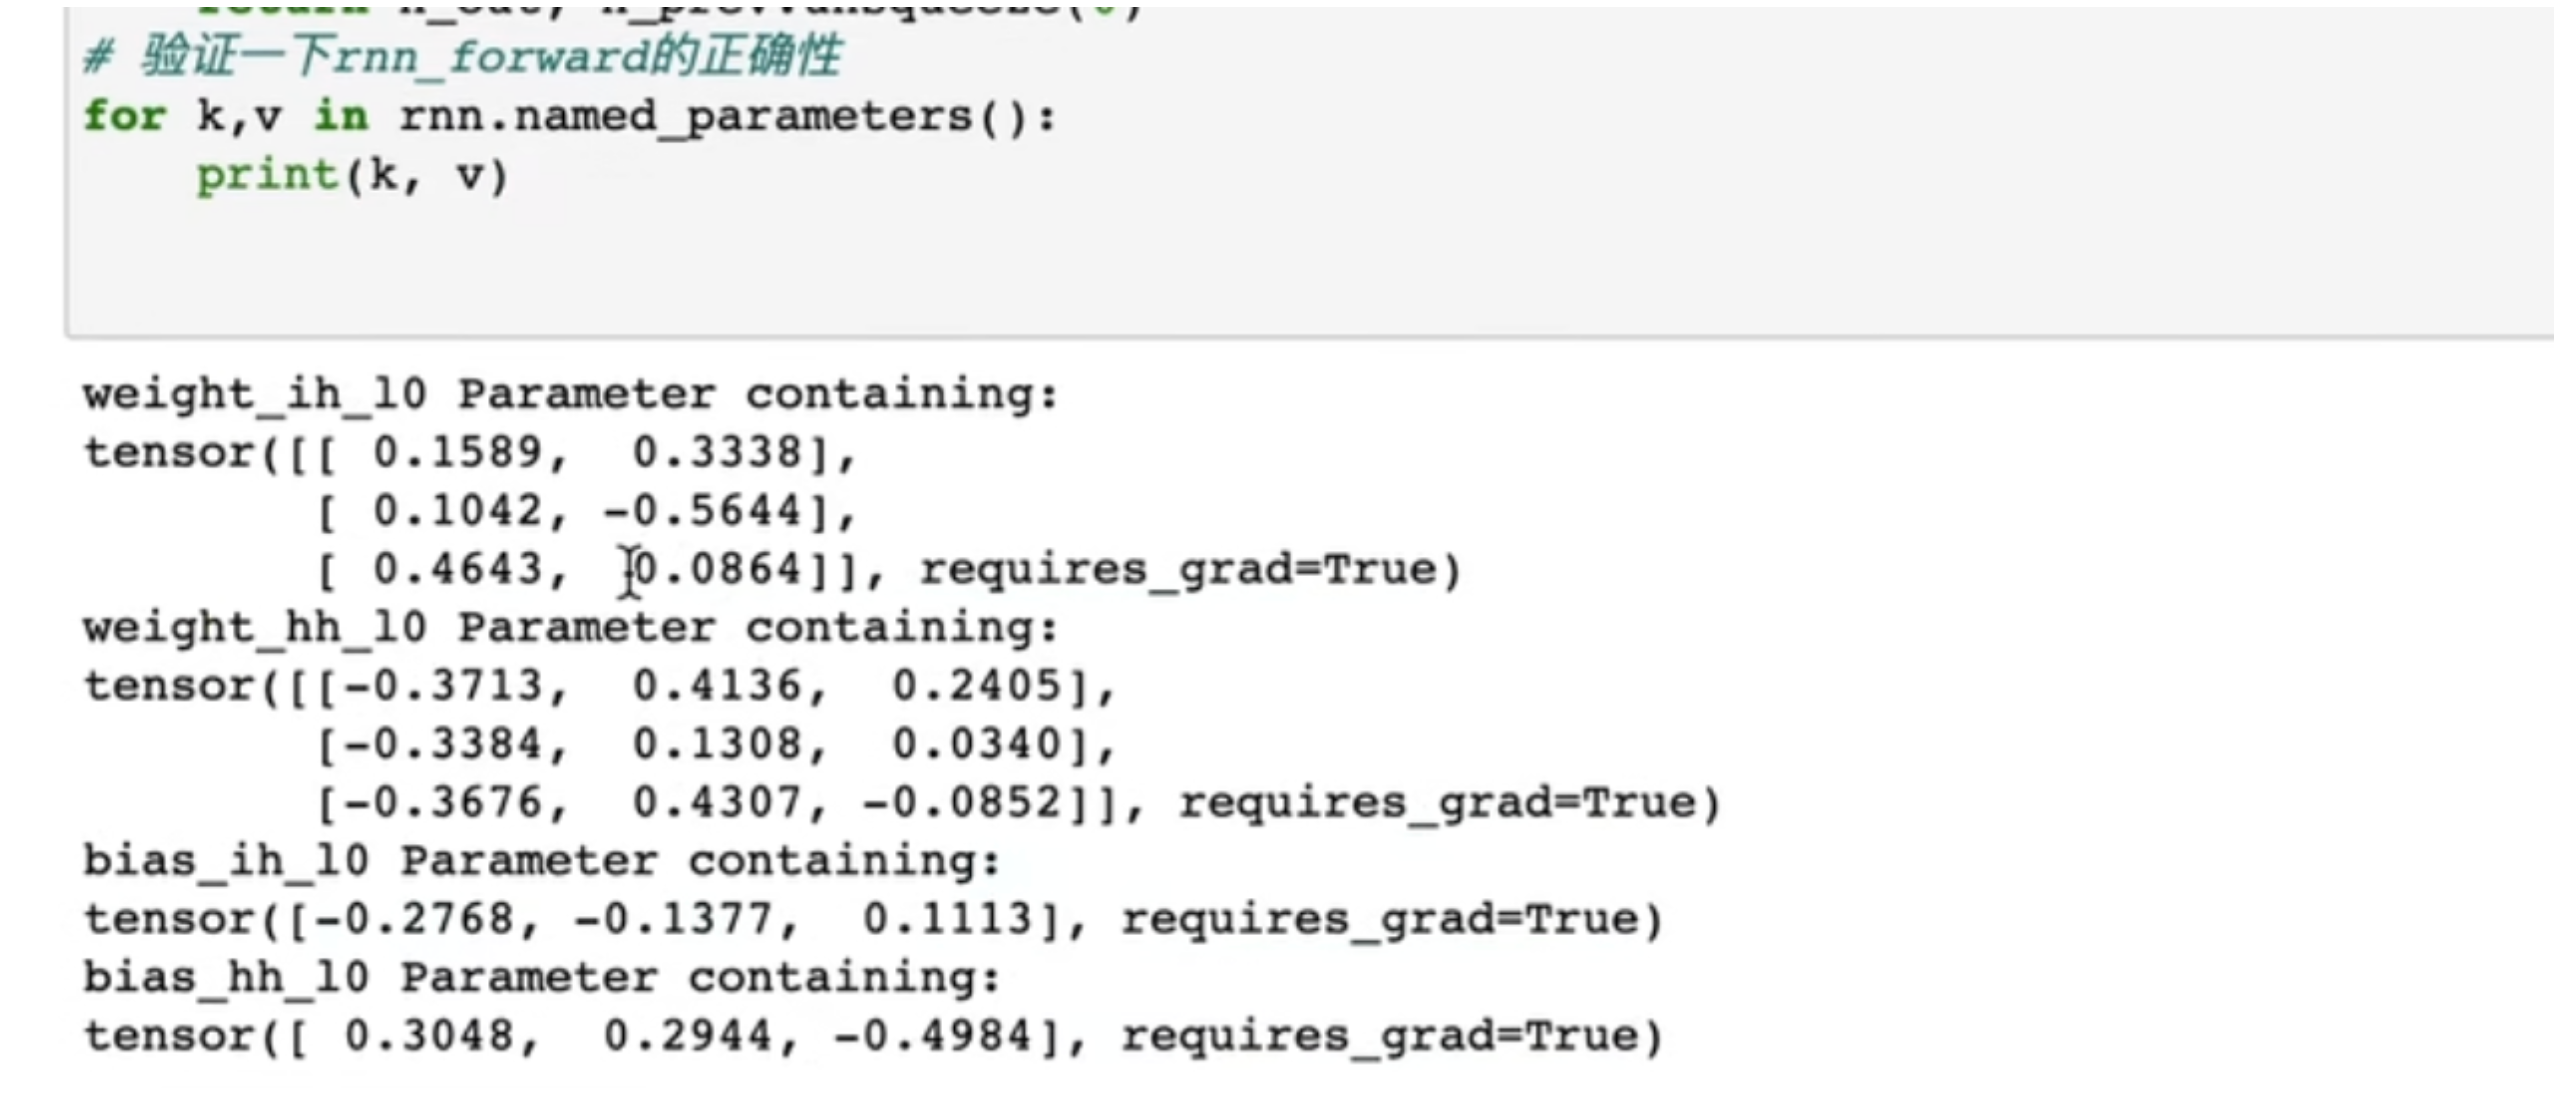 # 验证一下rnn_forward的正确性
for k,v in rnn.named_parameters():
    print(k, v)
weight_ih_l0 Parameter containing:
tensor([[ 0.1589,  0.3338],
        [ 0.1042, -0.5644],
        [ 0.4643,  0.0864]], requires_grad=True)
weight_hh_l0 Parameter containing:
tensor([[-0.3713,  0.4136,  0.2405],
        [-0.3384,  0.1308,  0.0340],
        [-0.3676,  0.4307, -0.0852]], requires_grad=True)
bias_ih_l0 Parameter containing:
tensor([-0.2768, -0.1377,  0.1113], requires_grad=True)
bias_hh_l0 Parameter containing:
tensor([ 0.3048,  0.2944, -0.4984], requires_grad=True)